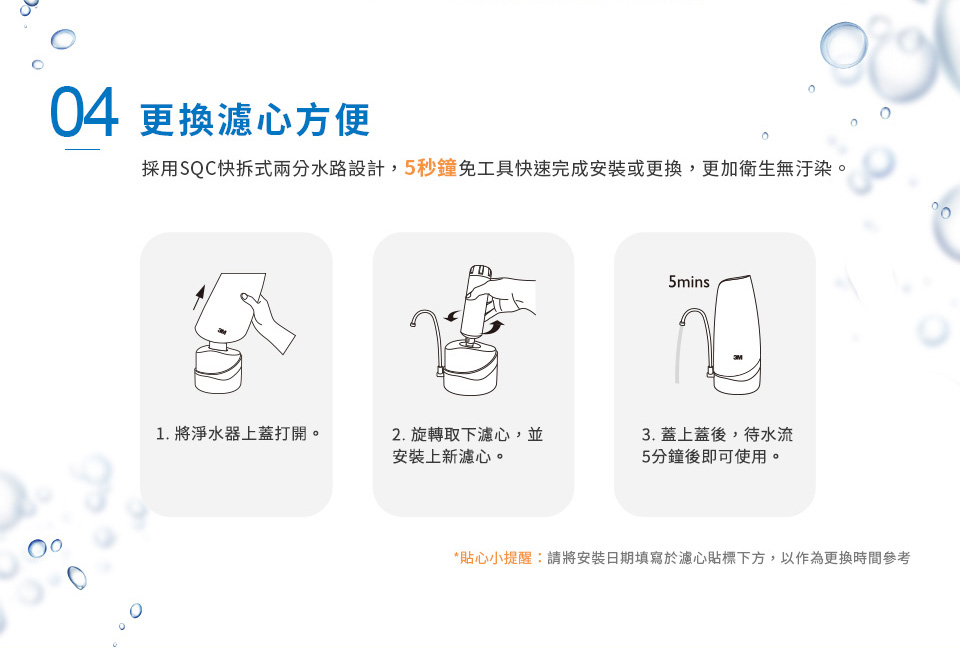 04 更換濾心方便
採用SQC快拆式兩分水路設計，5秒鐘免工具快速完成安裝或更換，更加衛生無汙染。
3M
5mins
3M
1. 將淨水器上蓋打開。
2. 旋轉取下濾心，並
安裝上新濾心。
3. 蓋上蓋後，待水流
5分鐘後即可使用。
*貼心小提醒：請將安裝日期填寫於濾心貼標下方，以作為更換時間參考